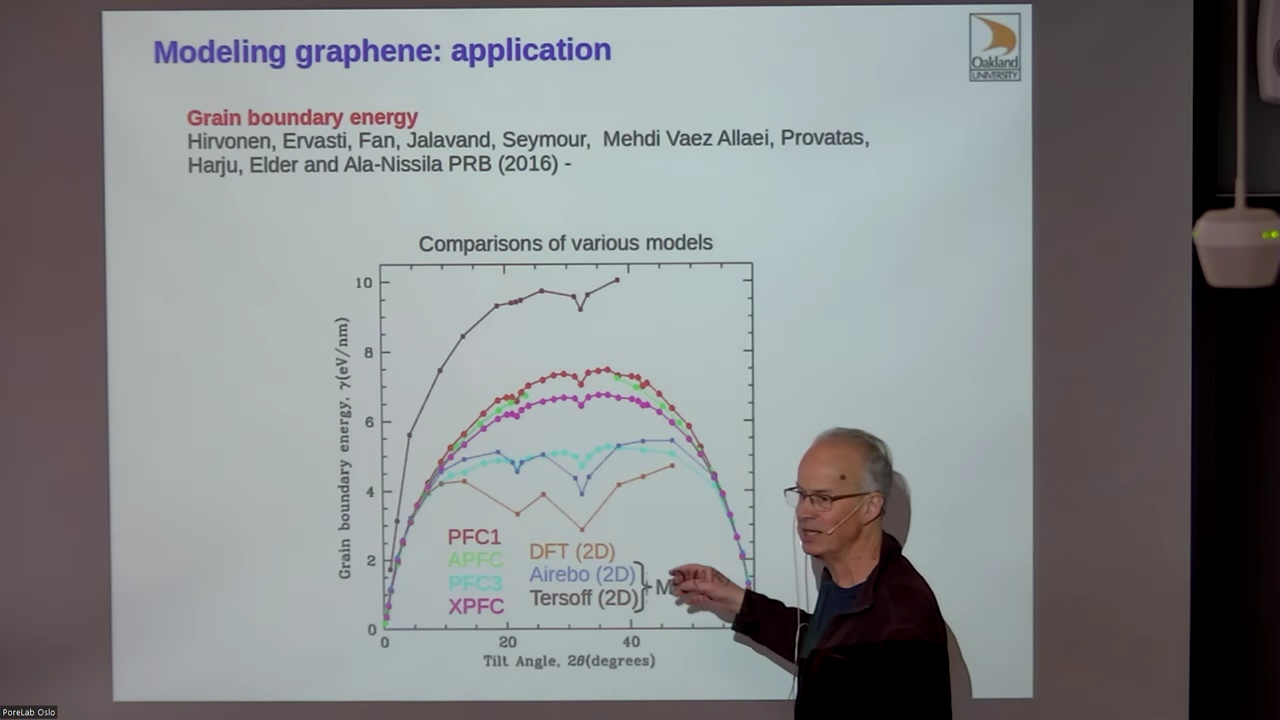 Modeling graphene: application
Oakland
UNIVERSITY
Grain boundary energy
Hirvonen, Ervasti, Fan, Jalavand, Seymour, Mehdi Vaez Allaei, Provatas,
Harju, Elder and Ala-Nissila PRB (2016) -
Comparisons of various models
Grain boundary energy, γ(eV/nm)
10
8
6
4
2
0
PFC1
APFC
PFC3
XPFC
DFT (2D)
Airebo (2D)
Tersoff (2D)
0 20 40
Tilt Angle, 2θ(degrees)
PoreLab Oslo